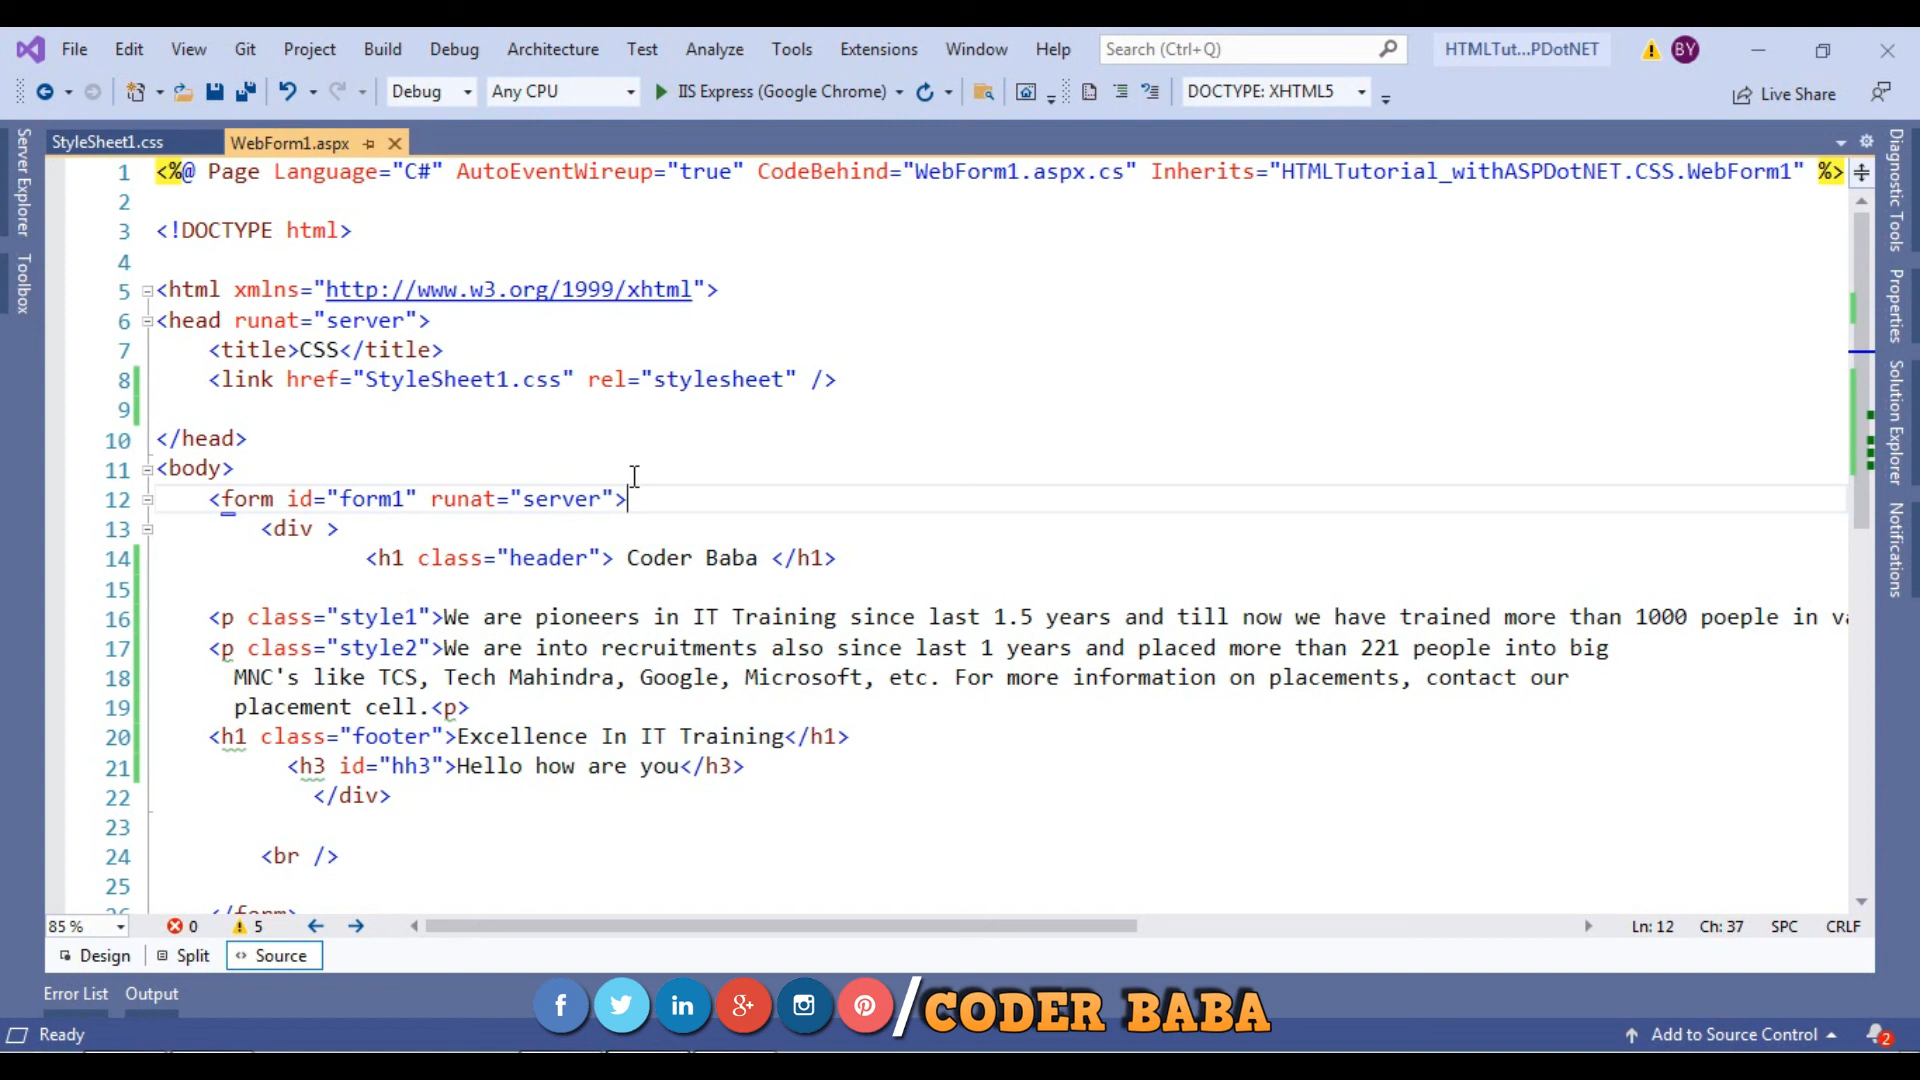 File Edit View Git Project Build Debug Architecture Test Analyze Tools Extensions Window Help Search (Ctrl+Q) HTMLTut...PDotNET BY
Debug Any CPU IIS Express (Google Chrome) DOCTYPE: XHTML5 Live Share
StyleSheet1.css WebForm1.aspx
Server Explorer
Toolbox
1 <%@ Page Language="C#" AutoEventWireup="true" CodeBehind="WebForm1.aspx.cs" Inherits="HTMLTutorial_withASPDotNET.CSS.WebForm1" %>
2
3 <!DOCTYPE html>
4
5 <html xmlns="http://www.w3.org/1999/xhtml">
6 <head runat="server">
7 <title>CSS</title>
8 <link href="StyleSheet1.css" rel="stylesheet" />
9
10 </head>
11 <body>
12 <form id="form1" runat="server">
13 <div >
14 <h1 class="header"> Coder Baba </h1>
15
16 <p class="style1">We are pioneers in IT Training since last 1.5 years and till now we have trained more than 1000 poeple in
17 <p class="style2">We are into recruitments also since last 1 years and placed more than 221 people into big
18 MNC's like TCS, Tech Mahindra, Google, Microsoft, etc. For more information on placements, contact our
19 placement cell.<p>
20 <h1 class="footer">Excellence In IT Training</h1>
21 <h3 id="hh3">Hello how are you</h3>
22 </div>
23
24 <br />
25
Diagnostic Tools
Properties
Solution Explorer
Notifications
85 % 0 5 Ln: 12 Ch: 37 SPC CRLF
Design Split Source
Error List Output
f in g+ /CODER BABA
Ready Add to Source Control 2